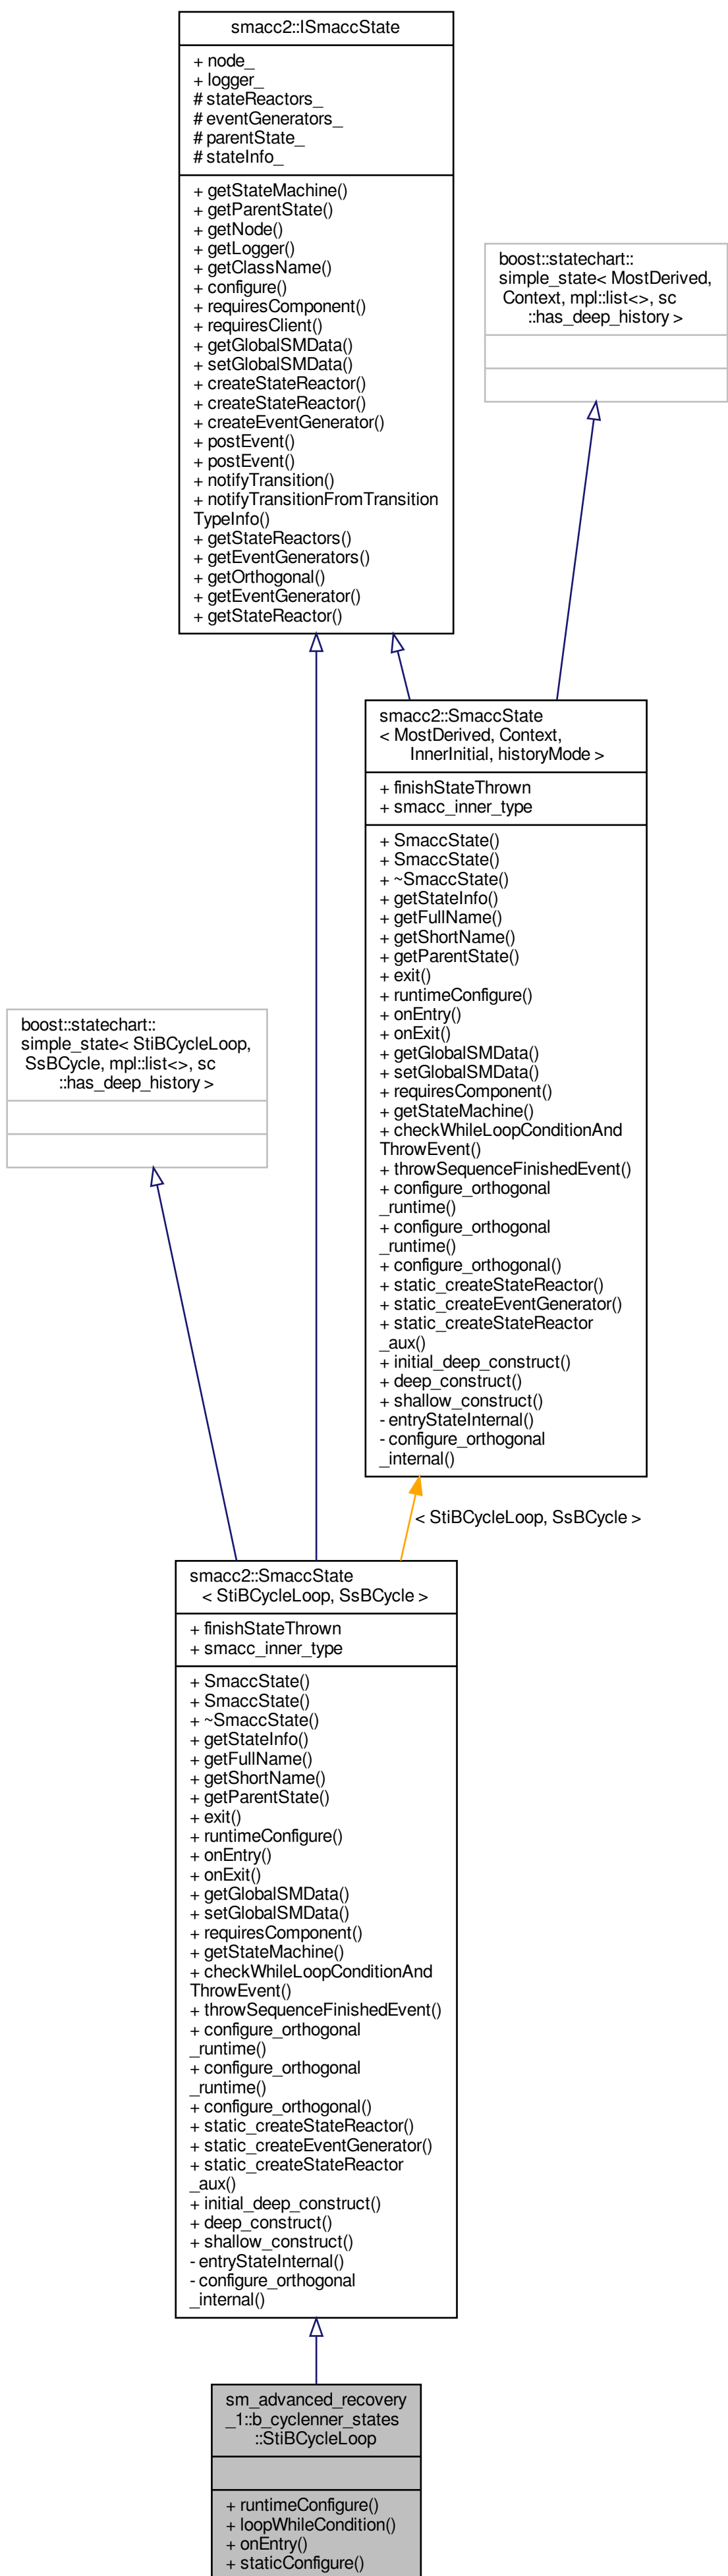 smacc2::ISmaccState
+ node_
+ logger_
# stateReactors_
# eventGenerators_
# parentState_
# stateInfo_
+ getStateMachine()
+ getParentState()
+ getNode()
+ getLogger()
+ getClassName()
+ configure()
+ requiresComponent()
+ requiresClient()
+ getGlobalSMData()
+ setGlobalSMData()
+ createStateReactor()
+ createStateReactor()
+ createEventGenerator()
+ postEvent()
+ postEvent()
+ notifyTransition()
+ notifyTransitionFromTransition
TypeInfo()
+ getStateReactors()
+ getEventGenerators()
+ getOrthogonal()
+ getEventGenerator()
+ getStateReactor()
boost::statechart::
simple_state< MostDerived,
Context, mpl::list<>, sc
::has_deep_history >
smacc2::SmaccState
< MostDerived, Context,
InnerInitial, historyMode >
+ finishStateThrown
+ smacc_inner_type
+ SmaccState()
+ SmaccState()
+ ~SmaccState()
+ getStateInfo()
+ getFullName()
+ getShortName()
+ getParentState()
+ exit()
+ runtimeConfigure()
+ onEntry()
+ onExit()
+ getGlobalSMData()
+ setGlobalSMData()
+ requiresComponent()
+ getStateMachine()
+ checkWhileLoopConditionAnd
ThrowEvent()
+ throwSequenceFinishedEvent()
+ configure_orthogonal
_runtime()
+ configure_orthogonal
_runtime()
+ configure_orthogonal()
+ static_createStateReactor()
+ static_createEventGenerator()
+ static_createStateReactor
_aux()
+ initial_deep_construct()
+ deep_construct()
+ shallow_construct()
- entryStateInternal()
- configure_orthogonal
_internal()
boost::statechart::
simple_state< StiBCycleLoop,
SsBCycle, mpl::list<>, sc
::has_deep_history >
< StiBCycleLoop, SsBCycle >
smacc2::SmaccState
< StiBCycleLoop, SsBCycle >
+ finishStateThrown
+ smacc_inner_type
+ SmaccState()
+ SmaccState()
+ ~SmaccState()
+ getStateInfo()
+ getFullName()
+ getShortName()
+ getParentState()
+ exit()
+ runtimeConfigure()
+ onEntry()
+ onExit()
+ getGlobalSMData()
+ setGlobalSMData()
+ requiresComponent()
+ getStateMachine()
+ checkWhileLoopConditionAnd
ThrowEvent()
+ throwSequenceFinishedEvent()
+ configure_orthogonal
_runtime()
+ configure_orthogonal
_runtime()
+ configure_orthogonal()
+ static_createStateReactor()
+ static_createEventGenerator()
+ static_createStateReactor
_aux()
+ initial_deep_construct()
+ deep_construct()
+ shallow_construct()
- entryStateInternal()
- configure_orthogonal
_internal()
sm_advanced_recovery
_1::b_cyclenner_states
::StiBCycleLoop
+ runtimeConfigure()
+ loopWhileCondition()
+ onEntry()
+ staticConfigure()